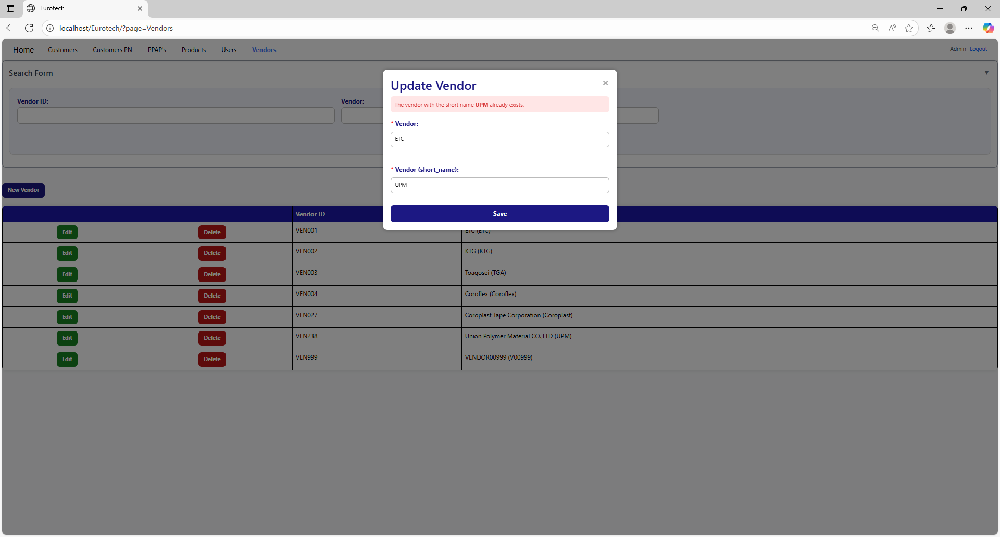 Eurotech
localhost/Eurotech/?page=Vendors
Home Customers Customers PN PPAP's Products Users Vendors Admin Logout
Search Form
Vendor ID: Vendor:
Update Vendor
The vendor with the short name UPM already exists.
* Vendor:
ETC
* Vendor (short_name):
UPM
Save
New Vendor
Vendor ID
Edit Delete VEN001 ETC (ETC)
Edit Delete VEN002 KTG (KTG)
Edit Delete VEN003 Toagosei (TGA)
Edit Delete VEN004 Coroflex (Coroflex)
Edit Delete VEN027 Coroplast Tape Corporation (Coroplast)
Edit Delete VEN238 Union Polymer Material CO.,LTD (UPM)
Edit Delete VEN999 VENDOR00999 (V00999)